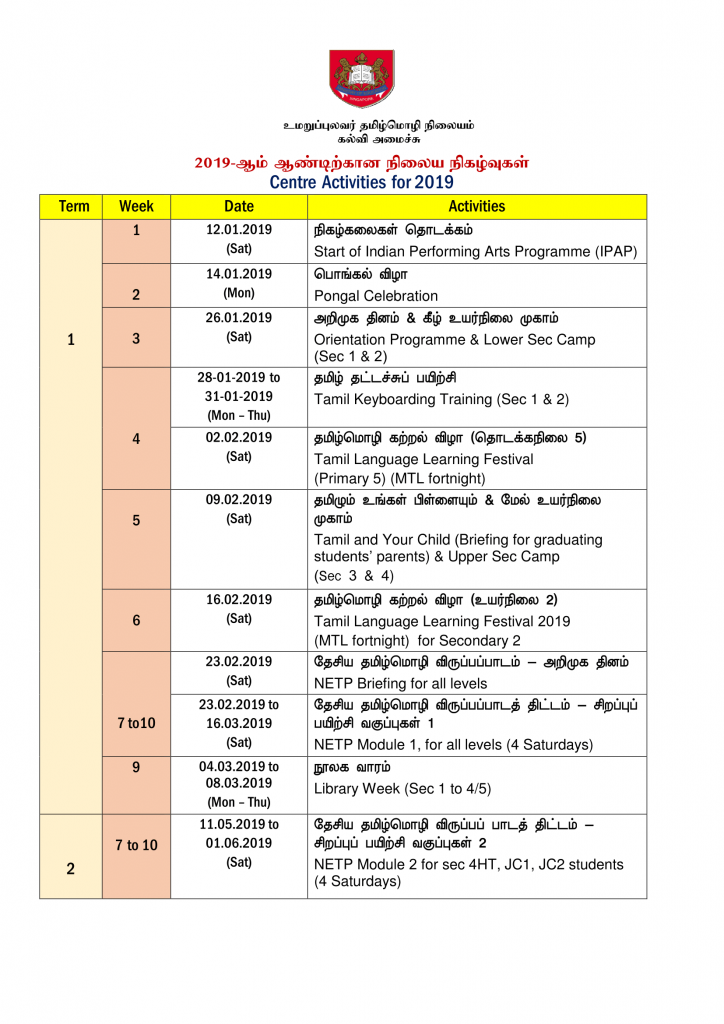 SINGAPORE
உமறுப்புலவர் தமிழ்மொழி நிலையம்
கல்வி அமைச்சு
2019-ஆம் ஆண்டிற்கான நிலைய நிகழ்வுகள்
Centre Activities for 2019
Term Week Date Activities
1
1
12.01.2019
(Sat)
நிகழ்கலைகள் தொடக்கம்
Start of Indian Performing Arts Programme (IPAP)
2
14.01.2019
(Mon)
பொங்கல் விழா
Pongal Celebration
3
26.01.2019
(Sat)
அறிமுக தினம் & கீழ் உயர்நிலை முகாம்
Orientation Programme & Lower Sec Camp
(Sec 1 & 2)
4
28-01-2019 to
31-01-2019
(Mon – Thu)
தமிழ் தட்டச்சுப் பயிற்சி
Tamil Keyboarding Training (Sec 1 & 2)
02.02.2019
(Sat)
தமிழ்மொழி கற்றல் விழா (தொடக்கநிலை 5)
Tamil Language Learning Festival
(Primary 5) (MTL fortnight)
5
09.02.2019
(Sat)
தமிழும் உங்கள் பிள்ளையும் & மேல் உயர்நிலை
முகாம்
Tamil and Your Child (Briefing for graduating
students’ parents) & Upper Sec Camp
(Sec 3 & 4)
6
16.02.2019
(Sat)
தமிழ்மொழி கற்றல் விழா (உயர்நிலை 2)
Tamil Language Learning Festival 2019
(MTL fortnight) for Secondary 2
7 to10
23.02.2019
(Sat)
தேசிய தமிழ்மொழி விருப்பப்பாடம் – அறிமுக தினம்
NETP Briefing for all levels
23.02.2019 to
16.03.2019
(Sat)
தேசிய தமிழ்மொழி விருப்பப்பாடத் திட்டம் – சிறப்புப்
பயிற்சி வகுப்புகள் 1
NETP Module 1, for all levels (4 Saturdays)
9
04.03.2019 to
08.03.2019
(Mon – Thu)
நூலக வாரம்
Library Week (Sec 1 to 4/5)
2
7 to 10
11.05.2019 to
01.06.2019
(Sat)
தேசிய தமிழ்மொழி விருப்பப் பாடத் திட்டம் –
சிறப்புப் பயிற்சி வகுப்புகள் 2
NETP Module 2 for sec 4HT, JC1, JC2 students
(4 Saturdays)